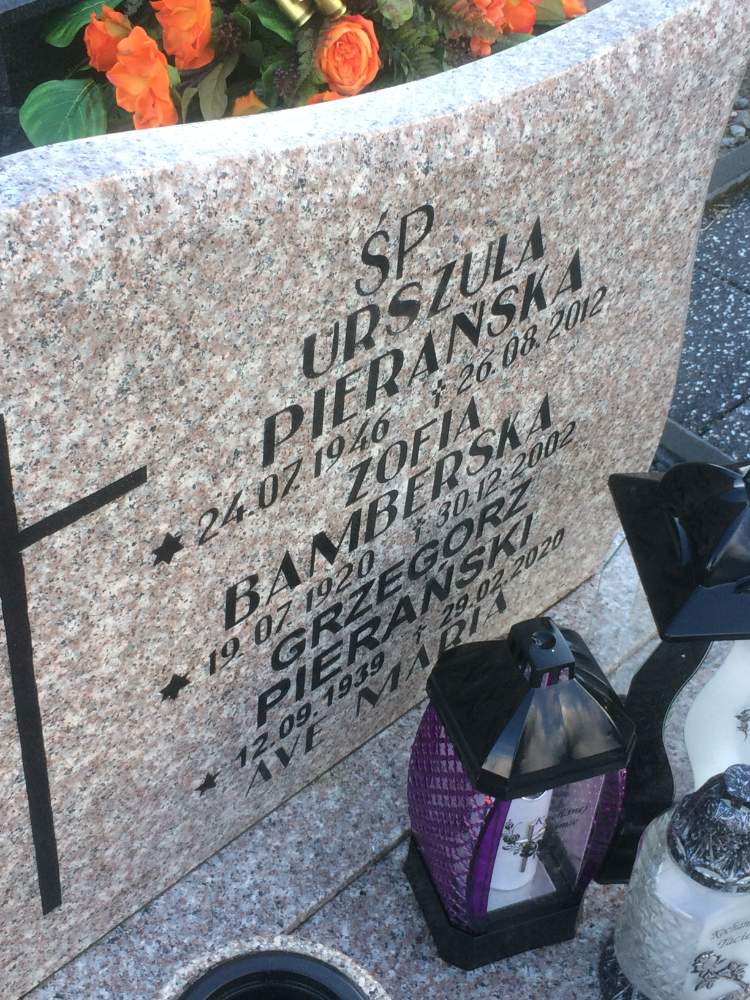 ŚP
URSZULA
PIERAŃSKA
★ 24.07.1946 † 26.08.2012
ZOFIA
BAMBERSKA
★ 19.07.1920 † 30.12.2002
GRZEGORZ
PIERAŃSKI
★ 12.09.1939 † 29.02.2020
AVE MARIA